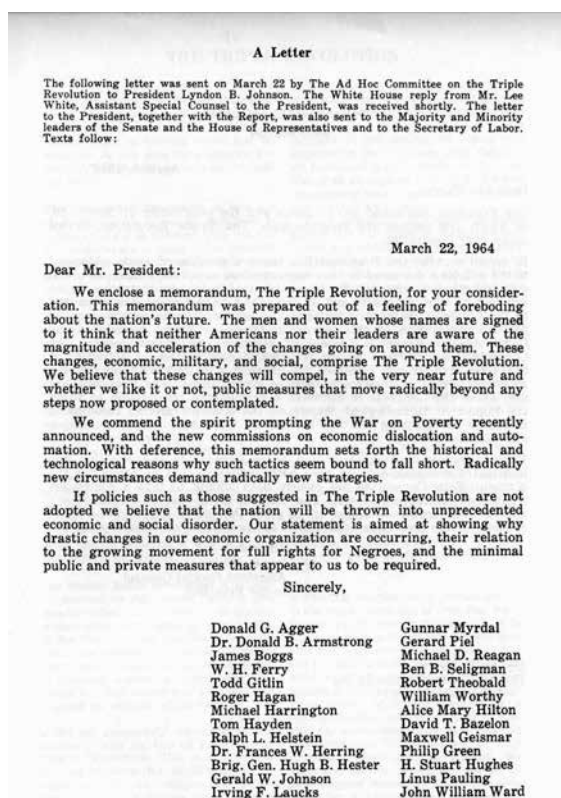 A Letter
The following letter was sent on March 22 by The Ad Hoc Committee on the Triple
Revolution to President Lyndon B. Johnson. The White House reply from Mr. Lee
White, Assistant Special Counsel to the President, was received shortly. The letter
to the President, together with the Report, was also sent to the Majority and Minority
leaders of the Senate and the House of Representatives and to the Secretary of Labor.
Texts follow:
March 22, 1964
Dear Mr. President:
We enclose a memorandum, The Triple Revolution, for your consider-
ation. This memorandum was prepared out of a feeling of foreboding
about the nation's future. The men and women whose names are signed
to it think that neither Americans nor their leaders are aware of the
magnitude and acceleration of the changes going on around them. These
changes, economic, military, and social, comprise The Triple Revolution.
We believe that these changes will compel, in the very near future and
whether we like it or not, public measures that move radically beyond any
steps now proposed or contemplated.
We commend the spirit prompting the War on Poverty recently
announced, and the new commissions on economic dislocation and auto-
mation. With deference, this memorandum sets forth the historical and
technological reasons why such tactics seem bound to fall short. Radically
new circumstances demand radically new strategies.
If policies such as those suggested in The Triple Revolution are not
adopted we believe that the nation will be thrown into unprecedented
economic and social disorder. Our statement is aimed at showing why
drastic changes in our economic organization are occurring, their relation
to the growing movement for full rights for Negroes, and the minimal
public and private measures that appear to us to be required.
Sincerely,
Donald G. Agger
Dr. Donald B. Armstrong
James Boggs
W. H. Ferry
Todd Gitlin
Roger Hagan
Michael Harrington
Tom Hayden
Ralph L. Helstein
Dr. Frances W. Herring
Brig. Gen. Hugh B. Hester
Gerald W. Johnson
Irving F. Laucks
Gunnar Myrdal
Gerard Piel
Michael D. Reagan
Ben B. Seligman
Robert Theobald
William Worthy
Alice Mary Hilton
David T. Bazelon
Maxwell Geismar
Philip Green
H. Stuart Hughes
Linus Pauling
John William Ward